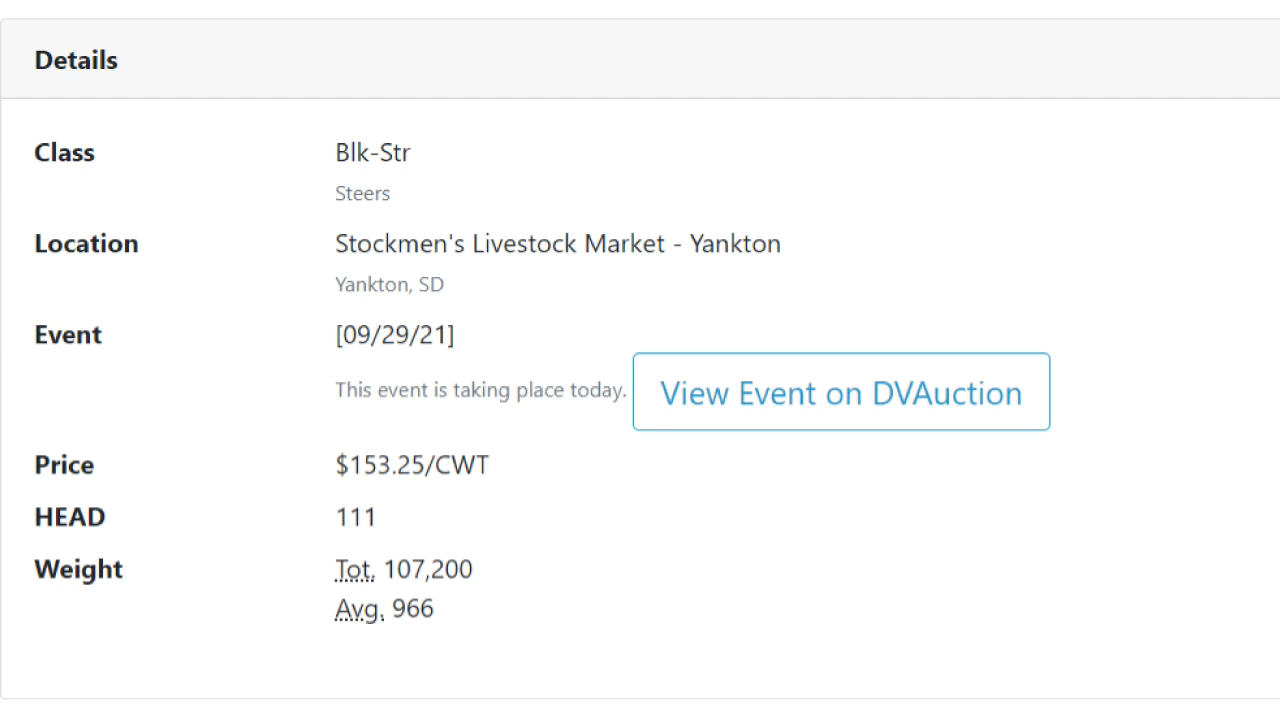 Details
Class Blk-Str
Steers
Location Stockmen's Livestock Market - Yankton
Yankton, SD
Event [09/29/21]
This event is taking place today. View Event on DVAuction
Price $153.25/CWT
HEAD 111
Weight Tot. 107,200
Avg. 966